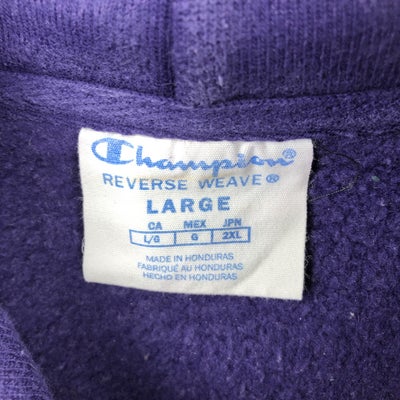 Champion®
REVERSE WEAVE®
LARGE
CA MEX JPN
L/G G 2XL
MADE IN HONDURAS
FABRIQUÉ AU HONDURAS
HECHO EN HONDURAS